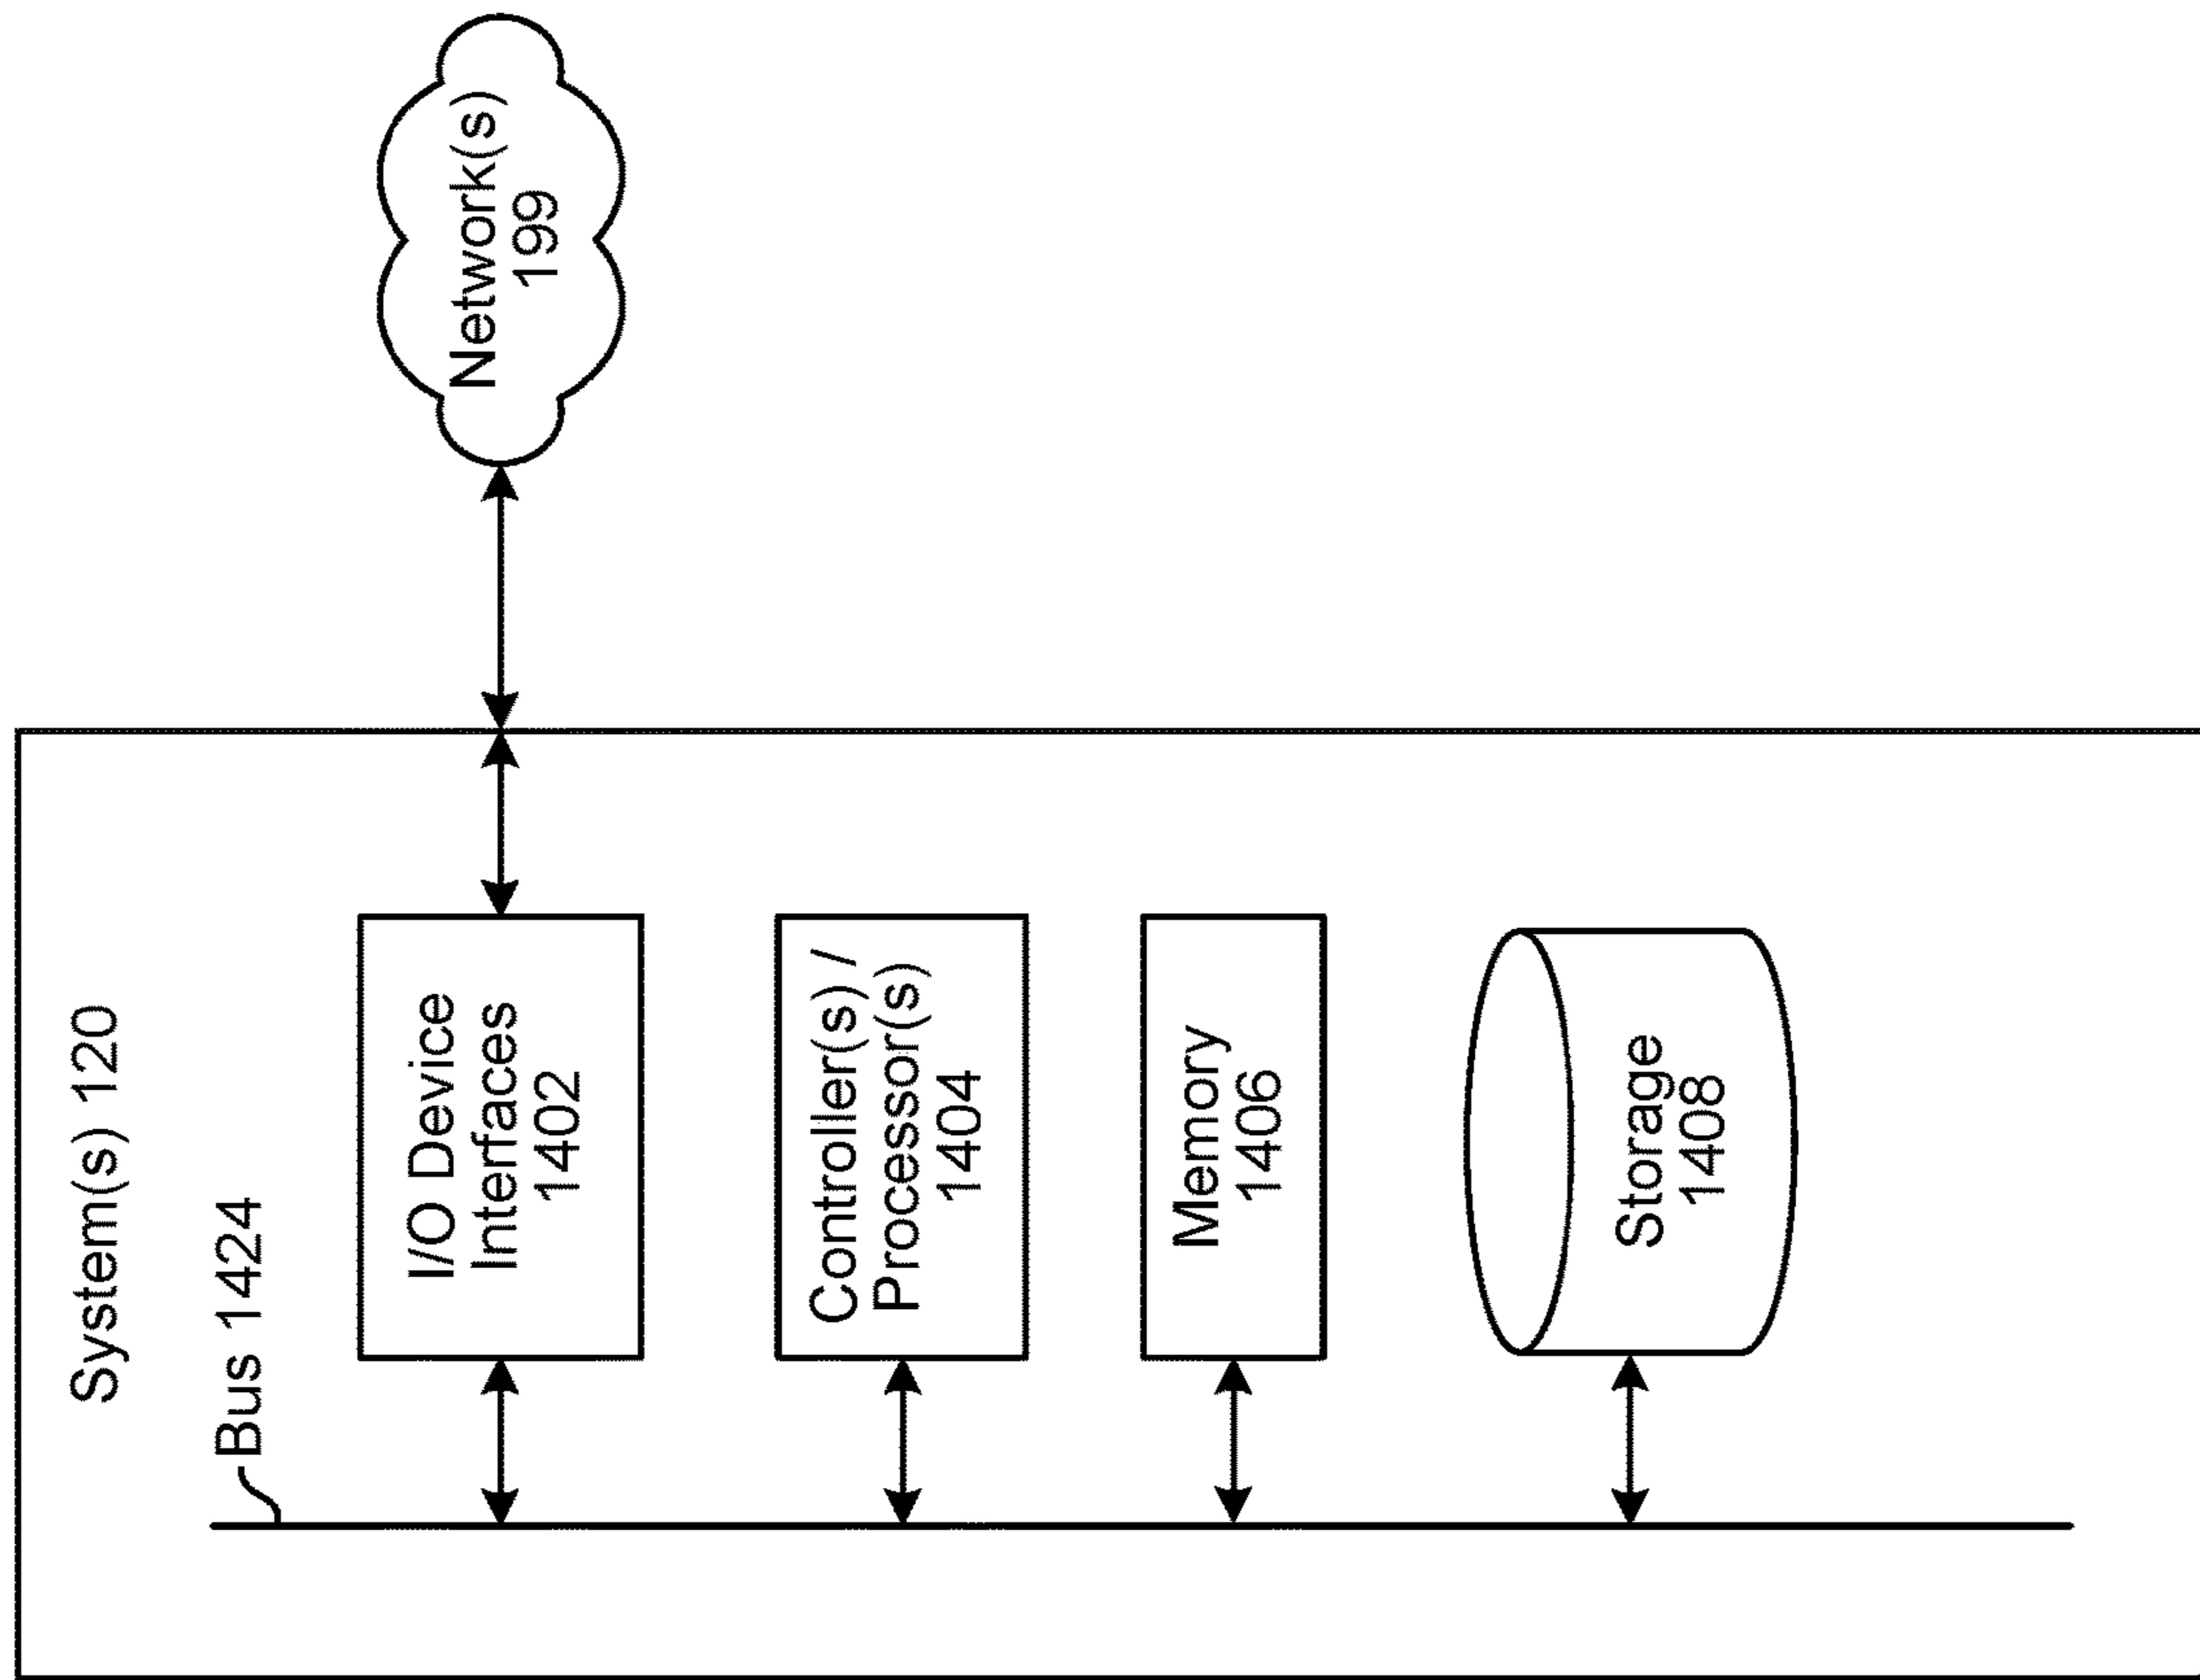 System(s) 120
Bus 1424
I/O Device
Interfaces
1402
Network(s)
199
Controller(s) /
Processor(s)
1404
Memory
1406
Storage
1408